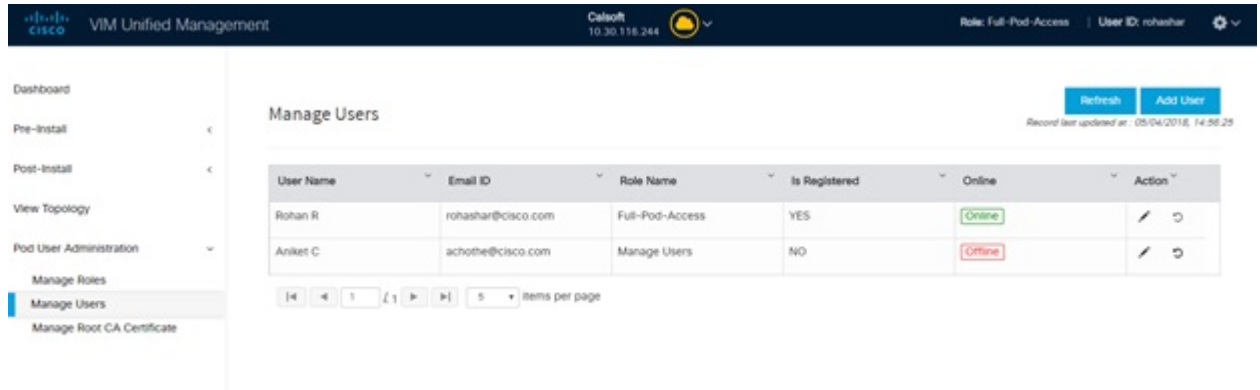 CISCO
VIM Unified Management
Calsoft
10.30.116.244
Role: Full-Pod-Access | User ID: rohashar
Dashboard
Pre-Install
Post-Install
View Topology
Pod User Administration
Manage Roles
Manage Users
Manage Root CA Certificate
Manage Users
Refresh
Add User
Record last updated at : 05/04/2018, 14:56:25
User Name Email ID Role Name Is Registered Online Action
Rohan R rohashar@cisco.com Full-Pod-Access YES Online
Aniket C achothe@cisco.com Manage Users NO Offline
1 / 1 5 items per page